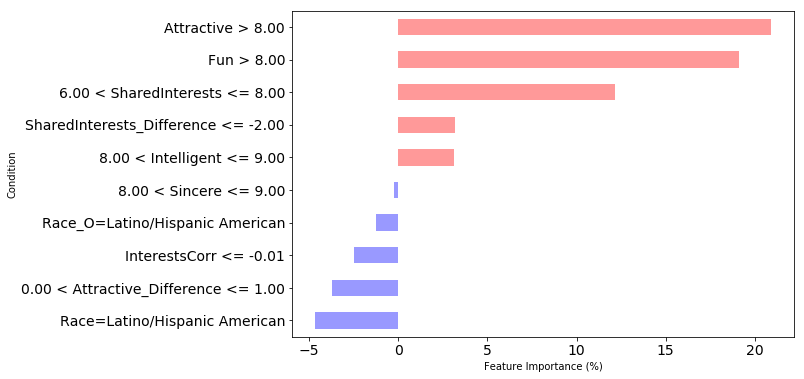 Attractive > 8.00
Fun > 8.00
6.00 < SharedInterests <= 8.00
SharedInterests_Difference <= -2.00
8.00 < Intelligent <= 9.00
8.00 < Sincere <= 9.00
Race_O=Latino/Hispanic American
InterestsCorr <= -0.01
0.00 < Attractive_Difference <= 1.00
Race=Latino/Hispanic American
Condition
−5 0 5 10 15 20
Feature Importance (%)